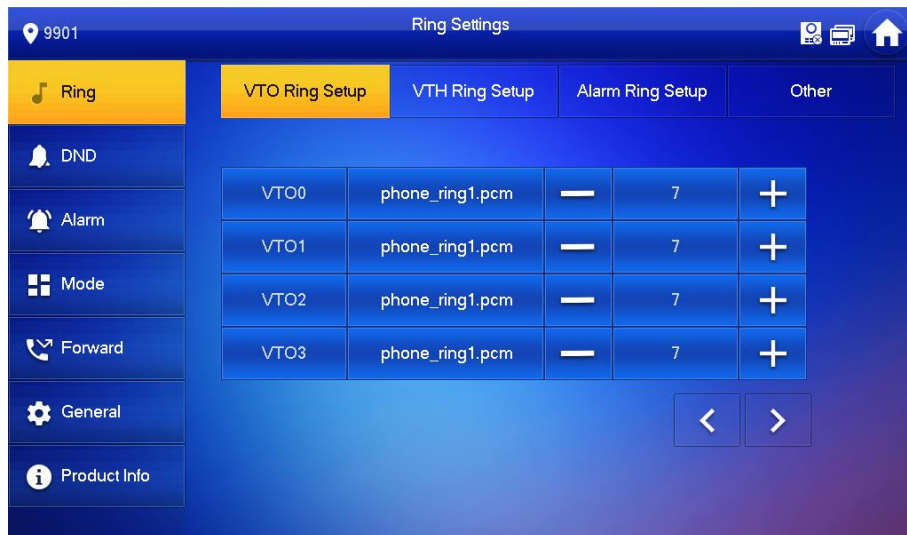 9901
Ring Settings
Ring
VTO Ring Setup
VTH Ring Setup
Alarm Ring Setup
Other
DND
Alarm
Mode
Forward
General
Product Info
VTO0 phone_ring1.pcm 7
VTO1 phone_ring1.pcm 7
VTO2 phone_ring1.pcm 7
VTO3 phone_ring1.pcm 7